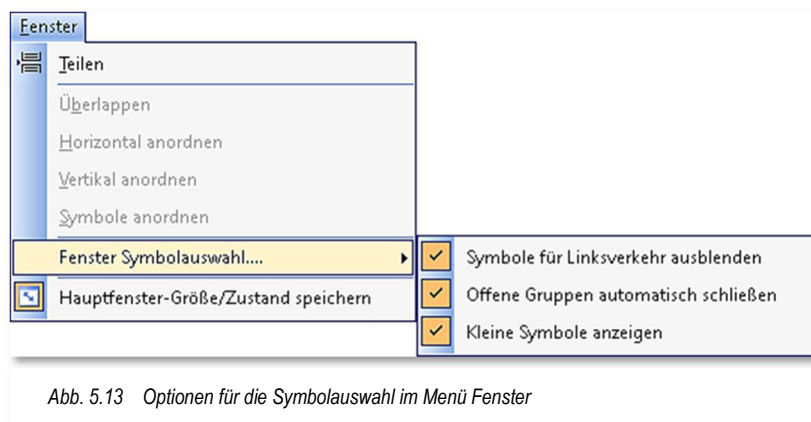 Fenster
Teilen
Überlappen
Horizontal anordnen
Vertikal anordnen
Symbole anordnen
Fenster Symbolauswahl....
Hauptfenster-Größe/Zustand speichern
Symbole für Linksverkehr ausblenden
Offene Gruppen automatisch schließen
Kleine Symbole anzeigen
Abb. 5.13 Optionen für die Symbolauswahl im Menü Fenster